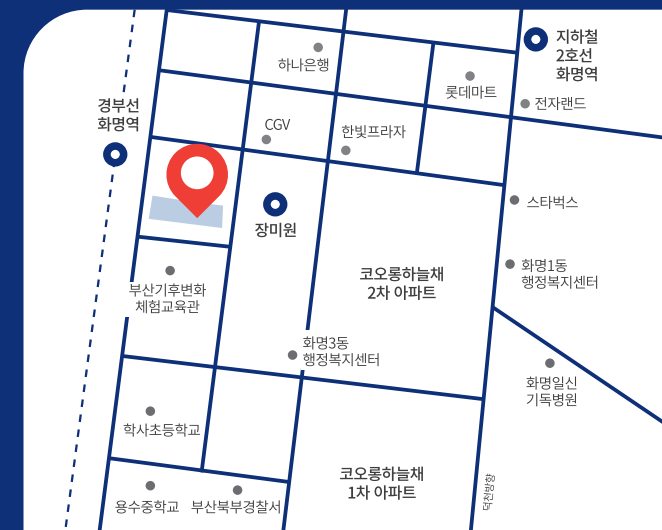 지하철
2호선
화명역
하나은행
롯데마트
전자랜드
경부선
화명역
CGV
한빛프라자
스타벅스
장미원
화명1동
행정복지센터
코오롱하늘채
2차 아파트
부산기후변화
체험교육관
화명3동
행정복지센터
화명일신
기독병원
학사초등학교
코오롱하늘채
1차 아파트
덕천방향
용수중학교
부산북부경찰서